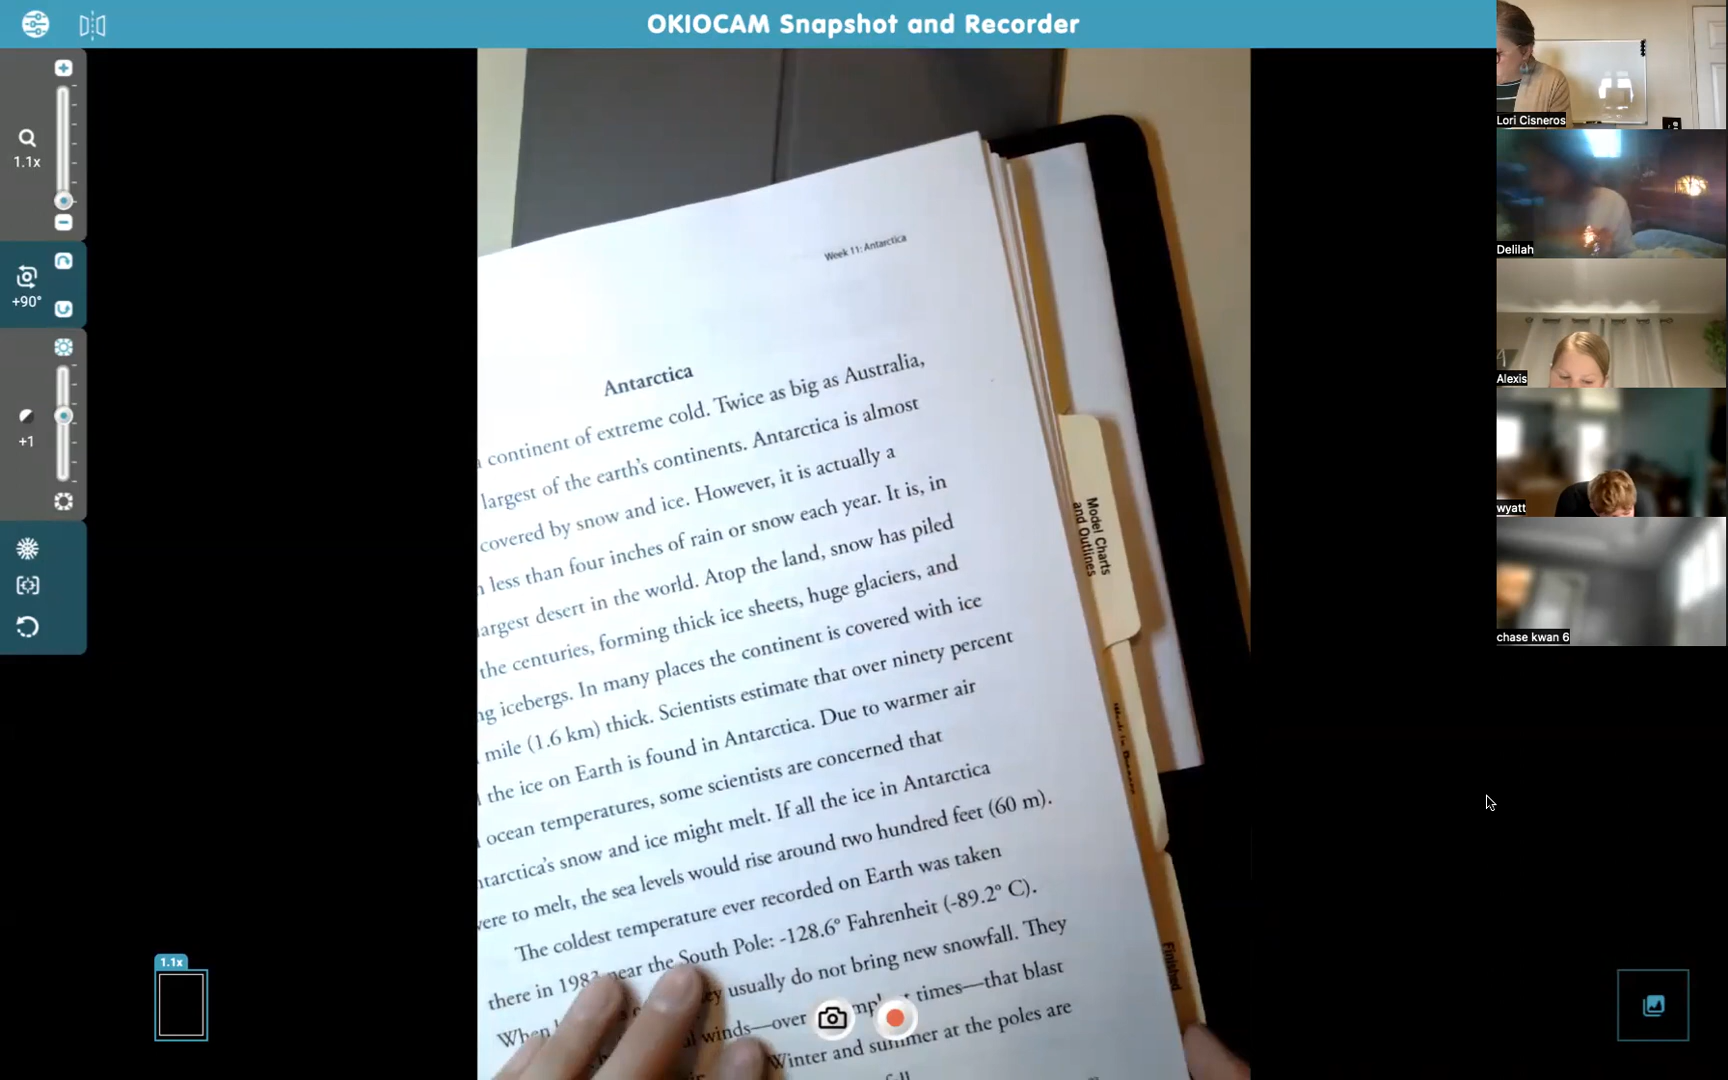 OKIOCAM Snapshot and Recorder
1.1x
+90°
+1
1.1x
Week 11: Antarctica
Antarctica
continent of extreme cold. Twice as big as Australia,
largest of the earth's continents. Antarctica is almost
covered by snow and ice. However, it is actually a
less than four inches of rain or snow each year. It is, in
largest desert in the world. Atop the land, snow has piled
the centuries, forming thick ice sheets, huge glaciers, and
icebergs. In many places the continent is covered with ice
mile (1.6 km) thick. Scientists estimate that over ninety percent
the ice on Earth is found in Antarctica. Due to warmer air
ocean temperatures, some scientists are concerned that
ntarctica's snow and ice might melt. If all the ice in Antarctica
were to melt, the sea levels would rise around two hundred feet (60 m).
The coldest temperature ever recorded on Earth was taken
there in 1983 near the South Pole: -128.6° Fahrenheit (-89.2° C).
When usually do not bring new snowfall. They
winds—over times—that blast
Winter and summer at the poles are
Model Charts
and Outlines
Finished
Lori Cisneros
Delilah
Alexis
wyatt
chase kwan 6